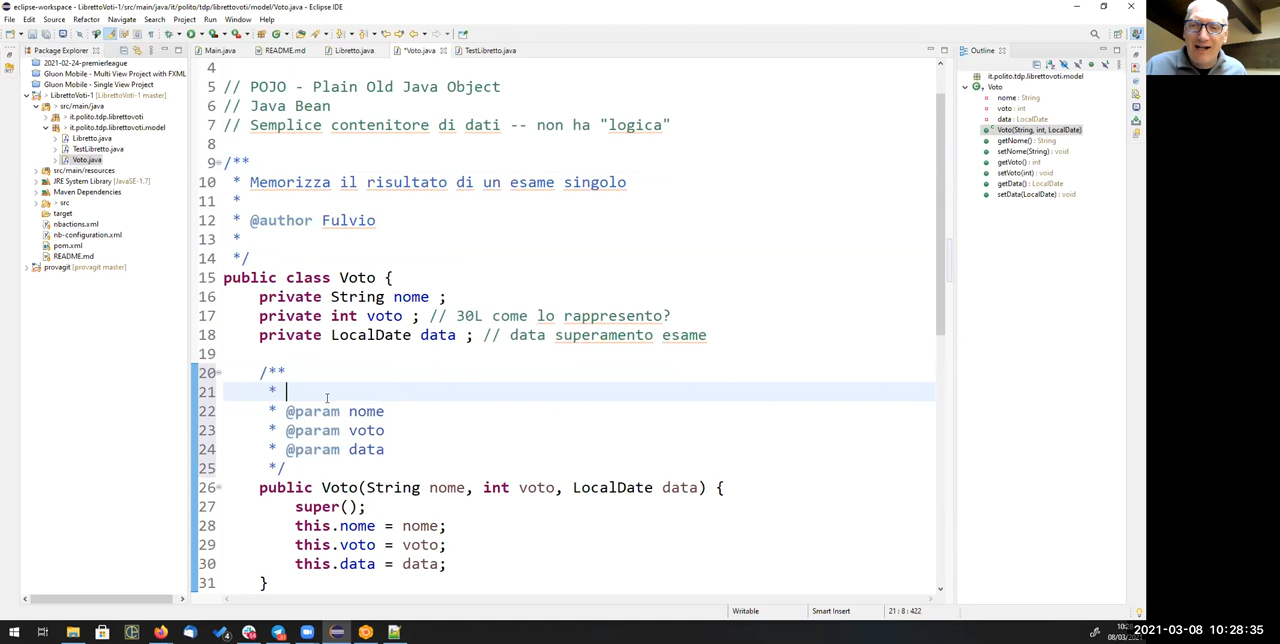 eclipse-workspace - LibrettoVoti-1/src/main/java/it/polito/tdp/librettovoti/model/Voto.java - Eclipse IDE
File Edit Source Refactor Navigate Search Project Run Window Help
Package Explorer
Main.java README.md Libretto.java *Voto.java TestLibretto.java
Outline
2021-02-24-premierleague
Gluon Mobile - Multi View Project with FXML
Gluon Mobile - Single View Project
LibrettoVoti-1 [LibrettoVoti-1 master]
src/main/java
it.polito.tdp.librettovoti
it.polito.tdp.librettovoti.model
Libretto.java
TestLibretto.java
Voto.java
src/main/resources
JRE System Library [JavaSE-1.7]
Maven Dependencies
src
target
nbactions.xml
nb-configuration.xml
pom.xml
README.md
provagit [provagit master]
4
5 // POJO - Plain Old Java Object
6 // Java Bean
7 // Semplice contenitore di dati -- non ha "logica"
8
9 /**
10 * Memorizza il risultato di un esame singolo
11 *
12 * @author Fulvio
13 *
14 */
15 public class Voto {
16 private String nome ;
17 private int voto ; // 30L come lo rappresento?
18 private LocalDate data ; // data superamento esame
19
20 /**
21 *
22 * @param nome
23 * @param voto
24 * @param data
25 */
26 public Voto(String nome, int voto, LocalDate data) {
27 super();
28 this.nome = nome;
29 this.voto = voto;
30 this.data = data;
31 }
it.polito.tdp.librettovoti.model
Voto
nome : String
voto : int
data : LocalDate
Voto(String, int, LocalDate)
getNome() : String
setNome(String) : void
getVoto() : int
setVoto(int) : void
getData() : LocalDate
setData(LocalDate) : void
Writable Smart Insert 21 : 8 : 422
08/03/2021
2021-03-08 10:28:35